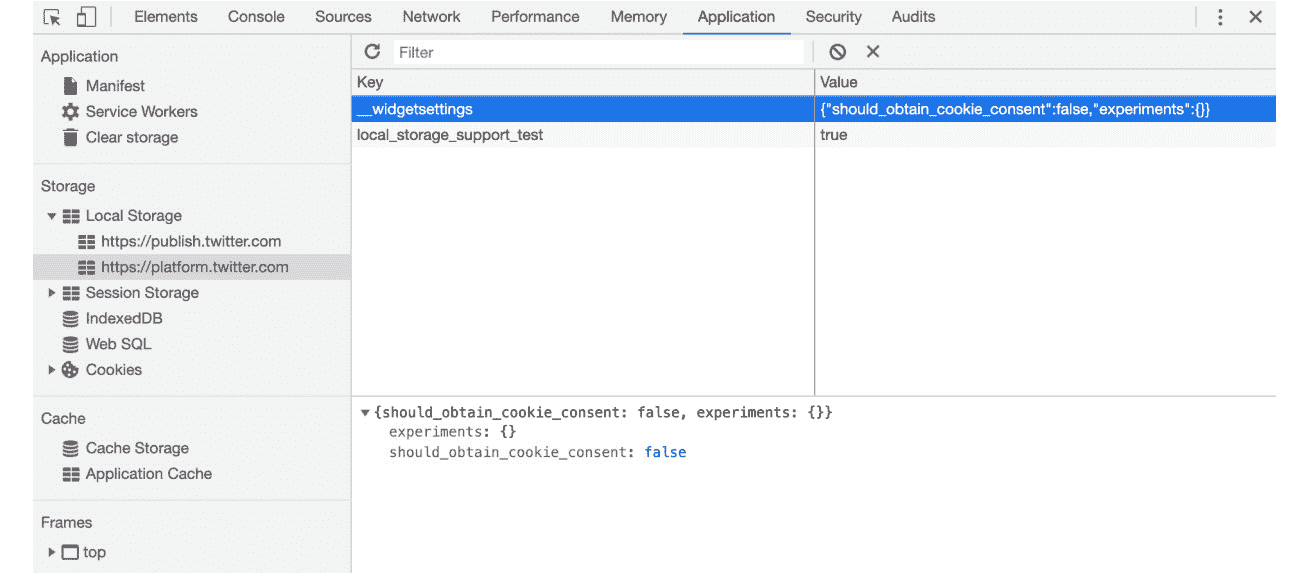 Elements Console Sources Network Performance Memory Application Security Audits
Application
Manifest
Service Workers
Clear storage
Storage
Local Storage
https://publish.twitter.com
https://platform.twitter.com
Session Storage
IndexedDB
Web SQL
Cookies
Cache
Cache Storage
Application Cache
Frames
top
Filter
Key Value
__widgetsettings {"should_obtain_cookie_consent":false,"experiments":{}}
local_storage_support_test true
{should_obtain_cookie_consent: false, experiments: {}}
experiments: {}
should_obtain_cookie_consent: false